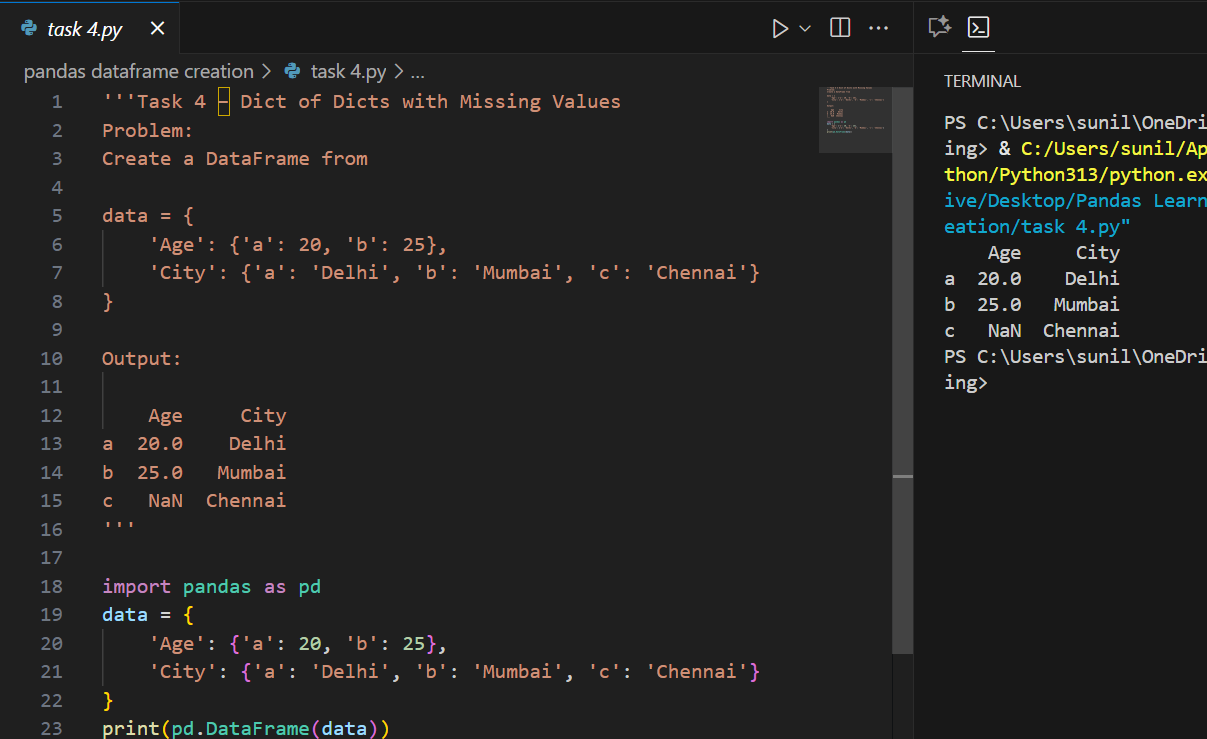 task 4.py
pandas dataframe creation > task 4.py > ...
1 '''Task 4 – Dict of Dicts with Missing Values
2 Problem:
3 Create a DataFrame from
4
5 data = {
6     'Age': {'a': 20, 'b': 25},
7     'City': {'a': 'Delhi', 'b': 'Mumbai', 'c': 'Chennai'}
8 }
9
10 Output:
11
12     Age     City
13 a  20.0    Delhi
14 b  25.0   Mumbai
15 c   NaN  Chennai
16 '''
17
18 import pandas as pd
19 data = {
20     'Age': {'a': 20, 'b': 25},
21     'City': {'a': 'Delhi', 'b': 'Mumbai', 'c': 'Chennai'}
22 }
23 print(pd.DataFrame(data))
TERMINAL
PS C:\Users\sunil\OneDri
ing> & C:/Users/sunil/Ap
thon/Python313/python.ex
ive/Desktop/Pandas Learn
eation/task 4.py"
    Age     City
a  20.0    Delhi
b  25.0   Mumbai
c   NaN  Chennai
PS C:\Users\sunil\OneDri
ing>